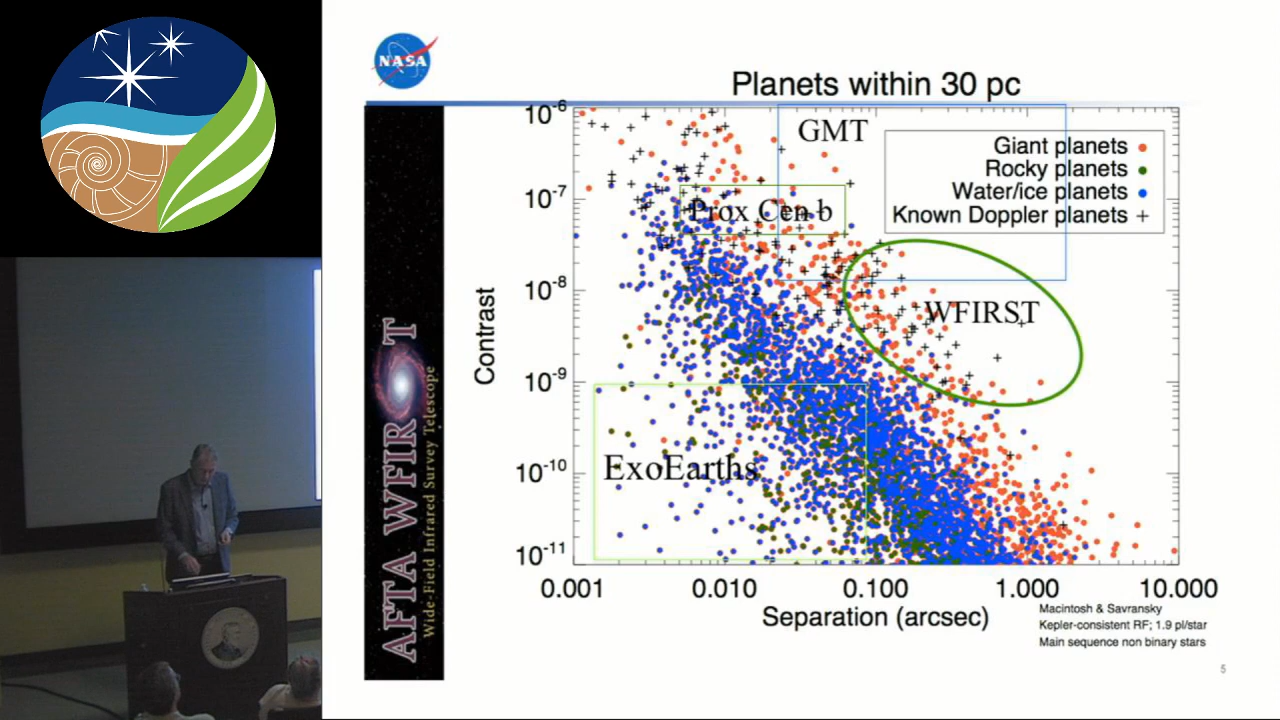 NASA
Planets within 30 pc
10-6
10-7
10-8
10-9
10-10
10-11
Contrast
GMT
Giant planets
Rocky planets
Water/ice planets
Known Doppler planets
Prox Cen b
WFIRST
ExoEarths
0.001 0.010 0.100 1.000 10.000
Separation (arcsec)
Macintosh & Savransky
Kepler-consistent RF; 1.9 pl/star
Main sequence non binary stars
AFTA WFIR T
Wide-Field Infrared Survey Telescope
5